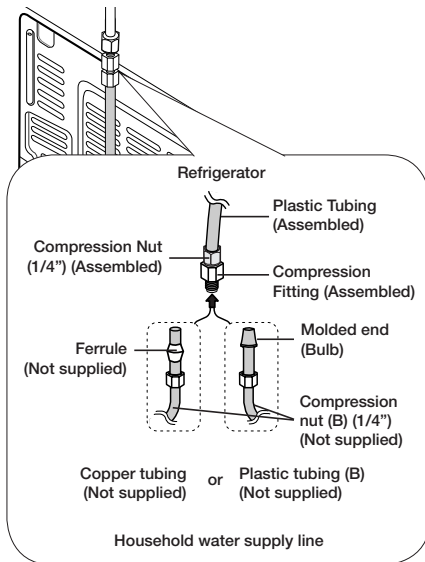 Refrigerator
Plastic Tubing
(Assembled)
Compression Nut
(1/4”) (Assembled)
Compression
Fitting (Assembled)
Ferrule
(Not supplied)
Molded end
(Bulb)
Compression
nut (B) (1/4”)
(Not supplied)
Copper tubing
(Not supplied)
or
Plastic tubing (B)
(Not supplied)
Household water supply line